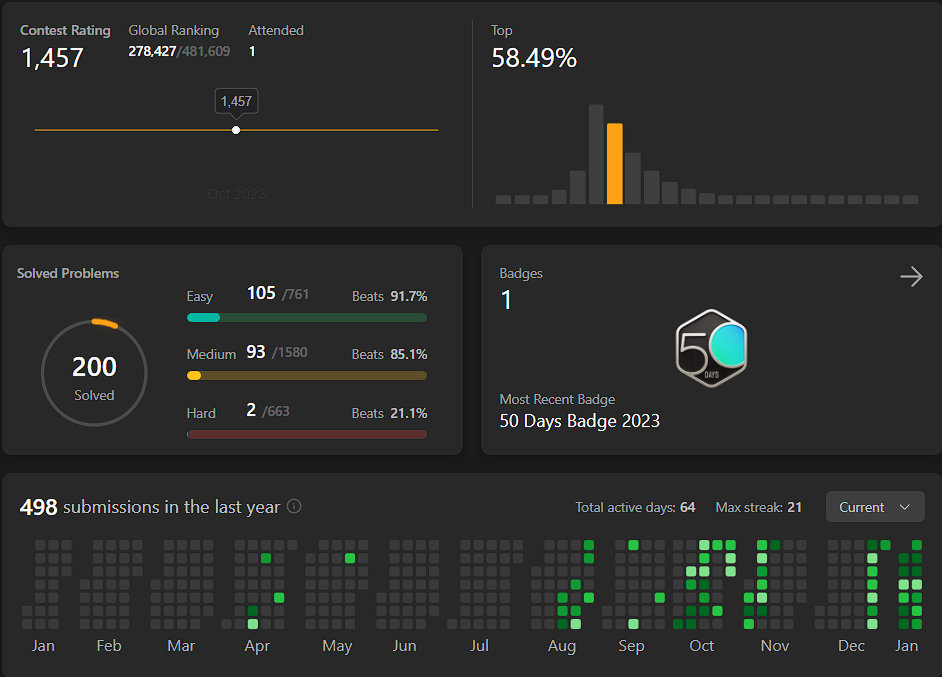 Contest Rating Global Ranking Attended
1,457 278,427/481,609 1
1,457
Oct 2023
Top
58.49%
Solved Problems
200
Solved
Easy 105 /761 Beats 91.7%
Medium 93 /1580 Beats 85.1%
Hard 2 /663 Beats 21.1%
Badges
1
50
DAYS
Most Recent Badge
50 Days Badge 2023
498 submissions in the last year Total active days: 64 Max streak: 21 Current
Jan Feb Mar Apr May Jun Jul Aug Sep Oct Nov Dec Jan